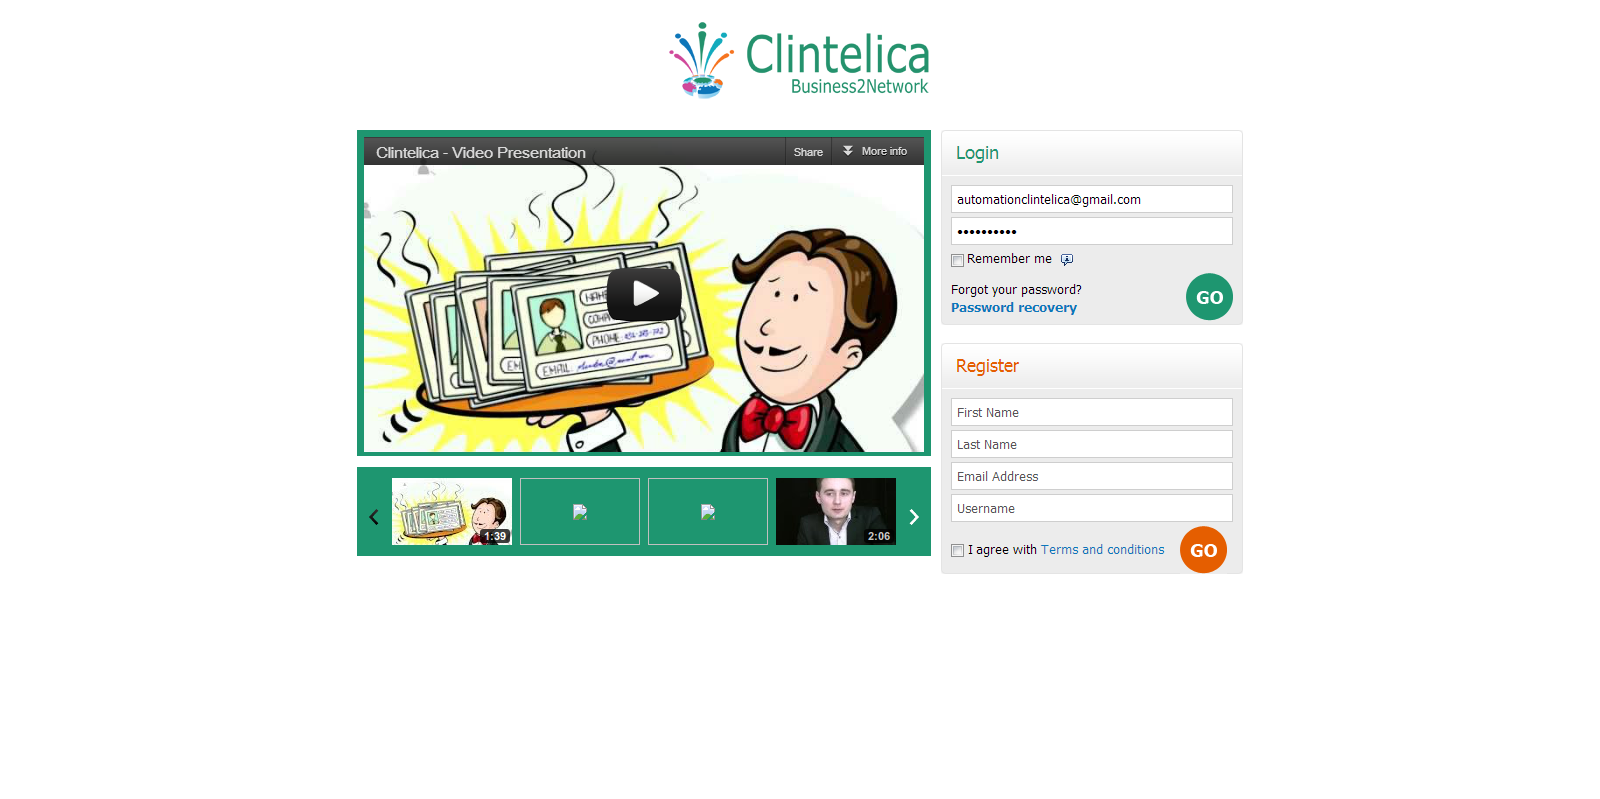 Clintelica
Business2Network
Clintelica - Video Presentation
Share
More info
PHONE:
EMAIL:
1:39
2:06
Login
automationclintelica@gmail.com
••••••••••
Remember me
Forgot your password?
Password recovery
GO
Register
First Name
Last Name
Email Address
Username
I agree with Terms and conditions
GO